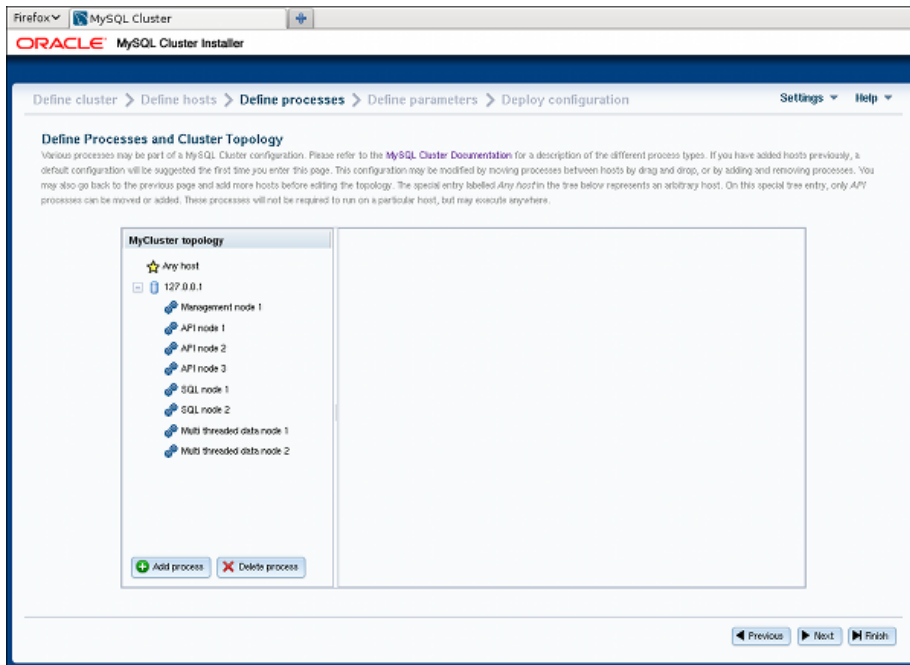 Firefox MySQL Cluster
ORACLE MySQL Cluster Installer
Define cluster Define hosts Define processes Define parameters Deploy configuration Settings Help
Define Processes and Cluster Topology
Various processes may be part of a MySQL Cluster configuration. Please refer to the MySQL Cluster Documentation for a description of the different process types. If you have added hosts previously, a
default configuration will be suggested the first time you enter this page. This configuration may be modified by moving processes between hosts by drag and drop, or by adding and removing processes. You
may also go back to the previous page and add more hosts before editing the topology. The special entry labelled Any host in the tree below represents an arbitrary host. On this special tree entry, only API
processes can be moved or added. These processes will not be required to run on a particular host, but may execute anywhere.
MyCluster topology
Any host
127.0.0.1
Management node 1
API node 1
API node 2
API node 3
SQL node 1
SQL node 2
Multi threaded data node 1
Multi threaded data node 2
Add process Delete process
Previous Next Finish